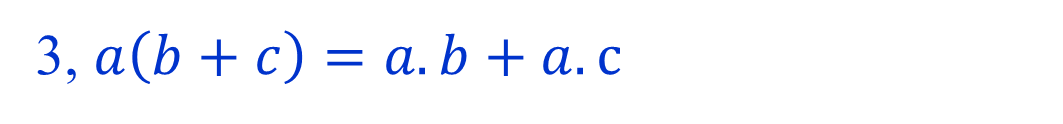 3, a(b + c) = a. b + a. c